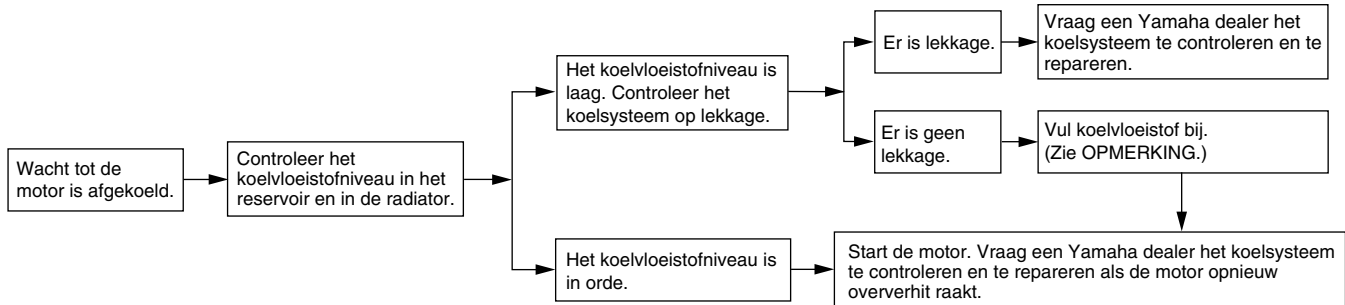 Wacht tot de
motor is afgekoeld.
Controleer het
koelvloeistofniveau in het
reservoir en in de radiator.
Het koelvloeistofniveau is
laag. Controleer het
koelsysteem op lekkage.
Er is lekkage.
Vraag een Yamaha dealer het
koelsysteem te controleren en te
repareren.
Er is geen
lekkage.
Vul koelvloeistof bij.
(Zie OPMERKING.)
Het koelvloeistofniveau is
in orde.
Start de motor. Vraag een Yamaha dealer het koelsysteem
te controleren en te repareren als de motor opnieuw
oververhit raakt.